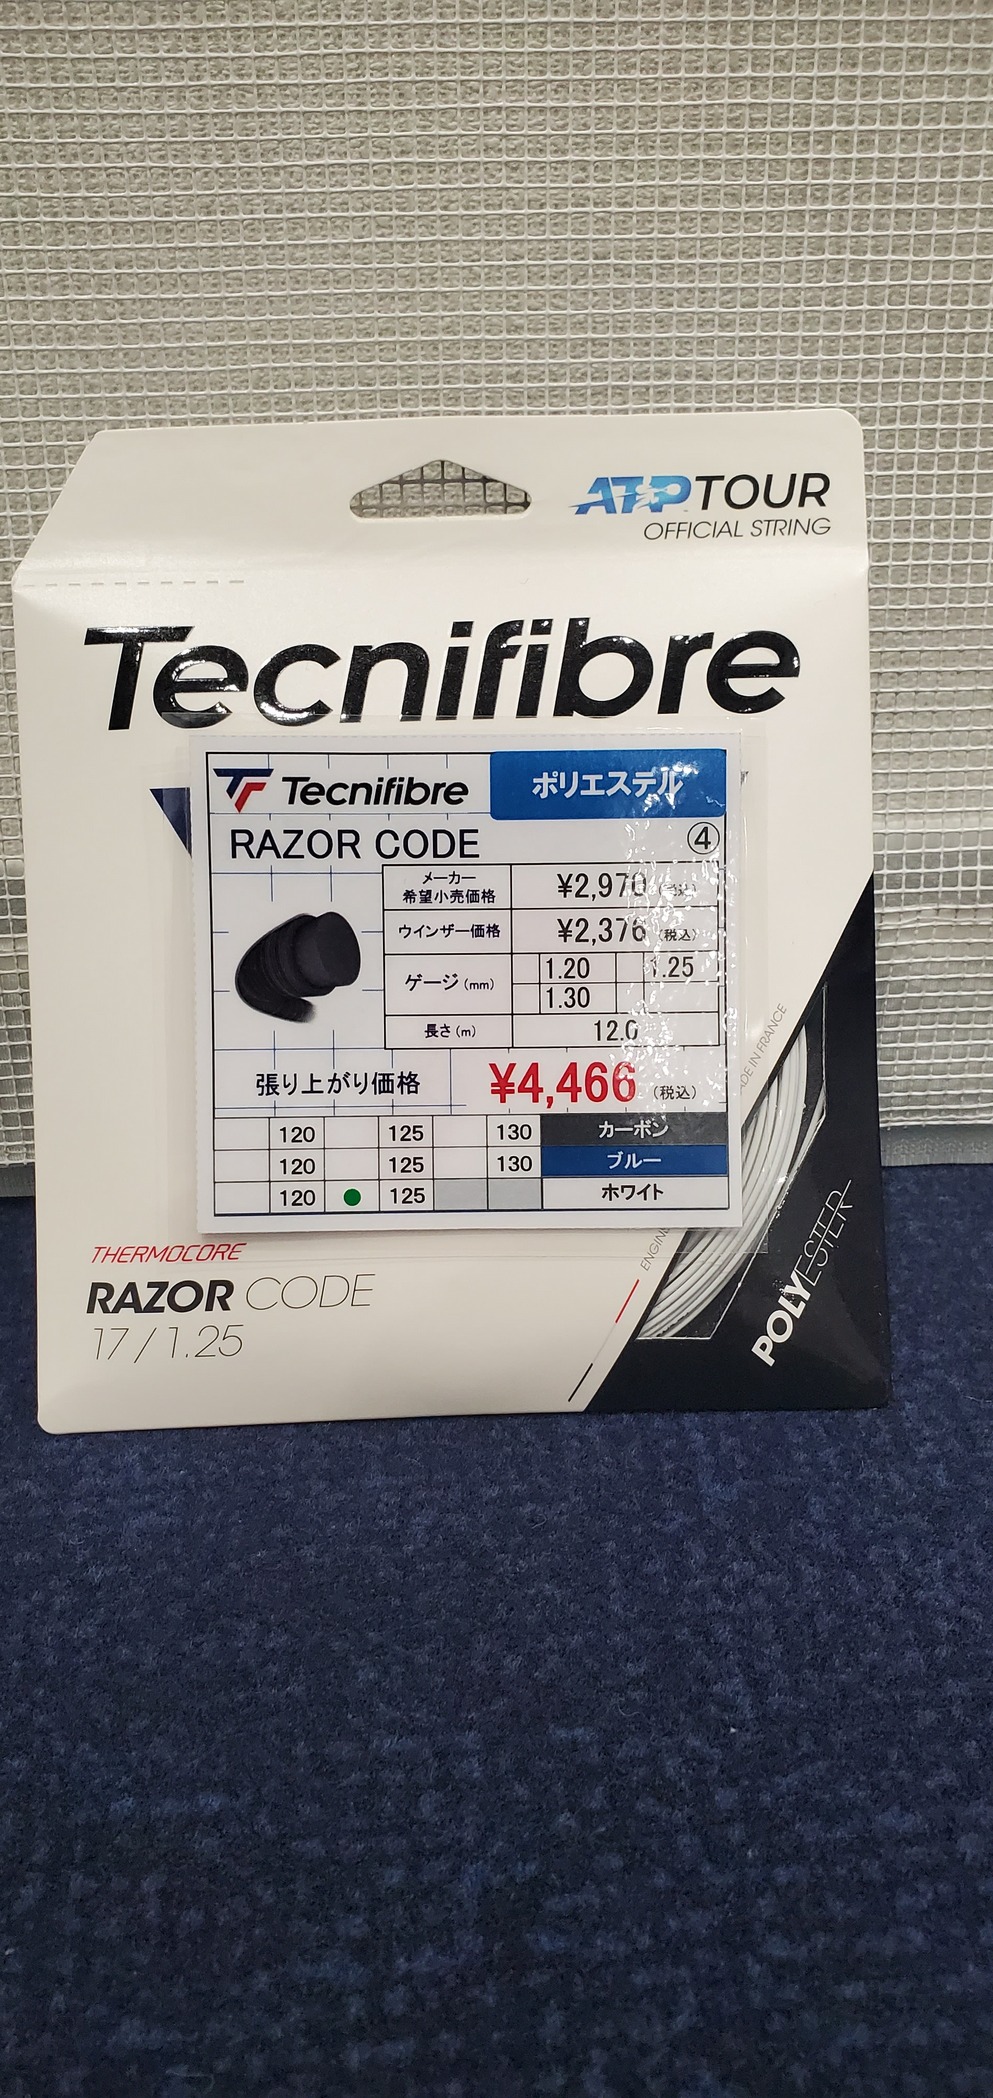 ATP TOUR
OFFICIAL STRING
Tecnifibre
Tecnifibre ポリエステル
RAZOR CODE ④
メーカー
希望小売価格 ¥2,970 (税込)
ウインザー価格 ¥2,376 (税込)
ゲージ(mm) 1.20 1.25
1.30
長さ(m) 12.0
張り上がり価格 ¥4,466 (税込)
120 125 130 カーボン
120 125 130 ブルー
120 125 ホワイト
THERMOCORE
RAZOR CODE
17/1.25
POLYESTER